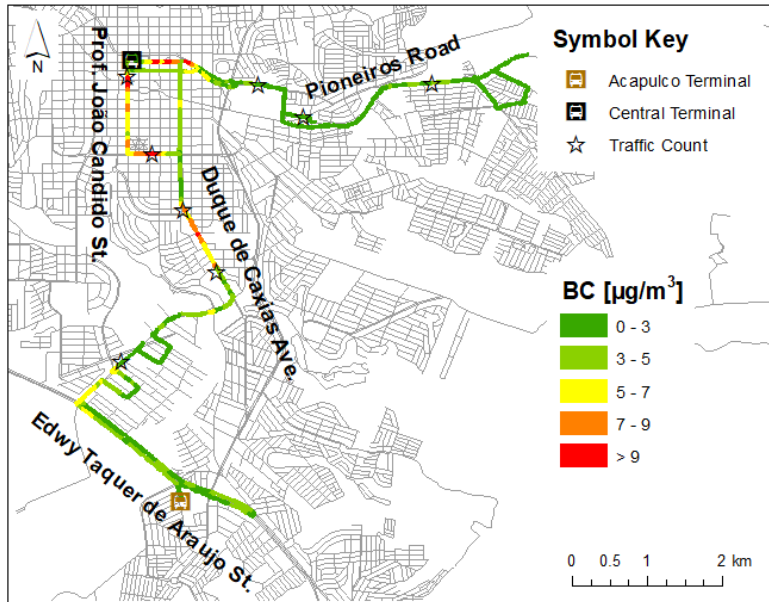 N
Prof. João Candido St.
Pioneiros Road
Duque de Caxias Ave.
Edwy Taquer de Araujo St.
Symbol Key
Acapulco Terminal
Central Terminal
Traffic Count
BC [µg/m³]
0 - 3
3 - 5
5 - 7
7 - 9
> 9
0 0.5 1 2 km